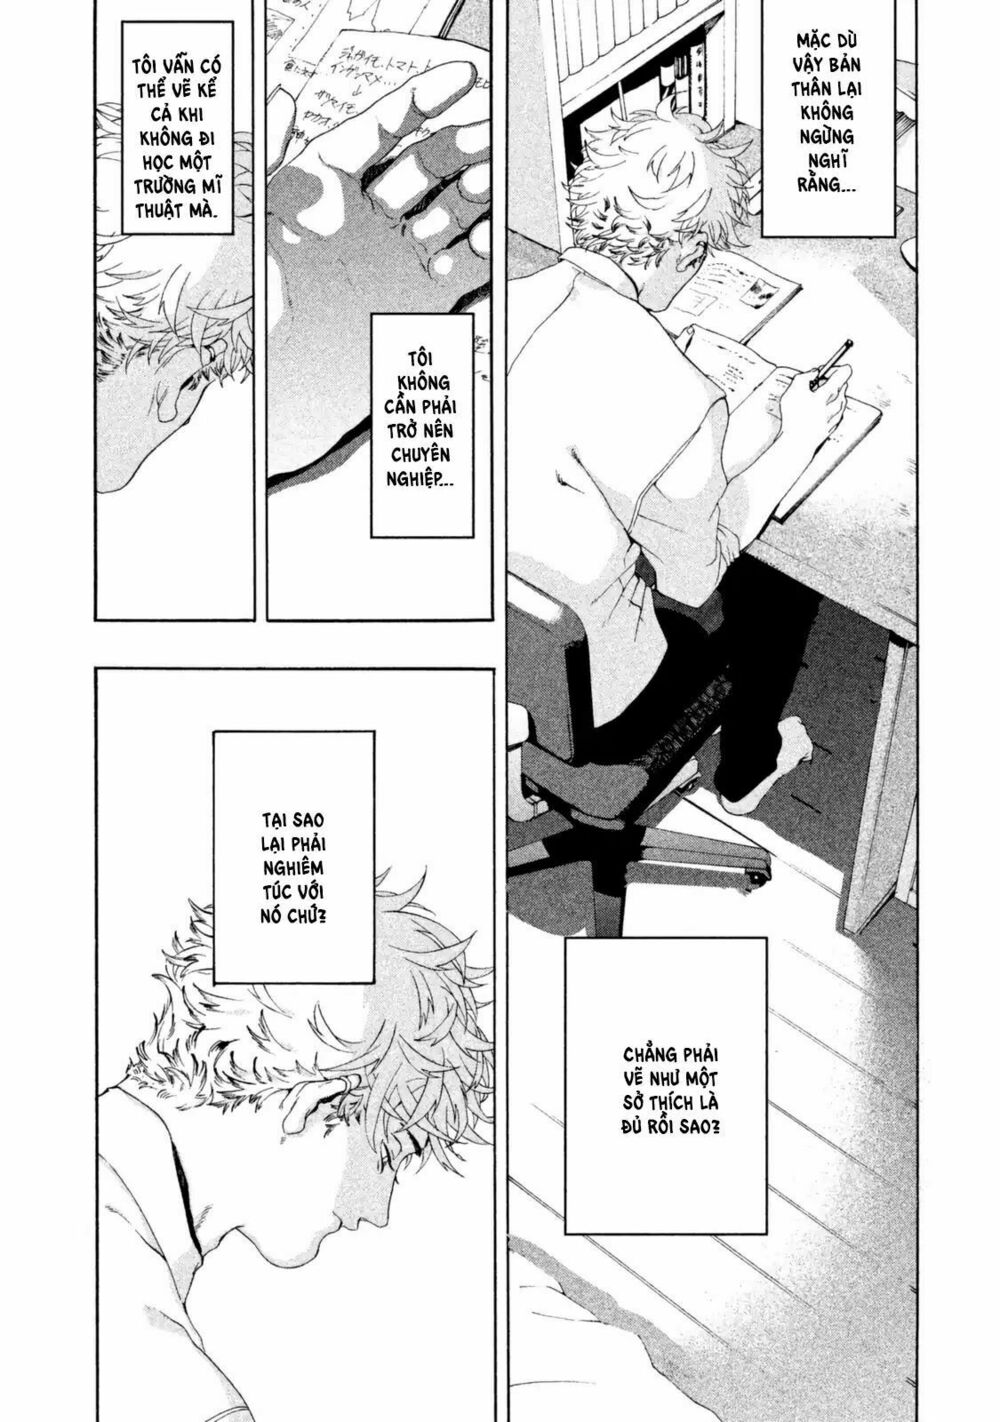 MẶC DÙ
VẬY BẢN
THÂN LẠI
KHÔNG
NGỪNG
NGHĨ
RẰNG...
CHẲNG PHẢI
VẼ NHƯ MỘT
SỞ THÍCH LÀ
ĐỦ RỒI SAO?
TÔI
KHÔNG
CẦN PHẢI
TRỞ NÊN
CHUYÊN
NGHIỆP...
TÔI VẪN CÓ
THỂ VẼ KỂ
CẢ KHI
KHÔNG ĐI
HỌC MỘT
TRƯỜNG MĨ
THUẬT MÀ.
TẠI SAO
LẠI PHẢI
NGHIÊM
TÚC VỚI
NÓ CHỨ?